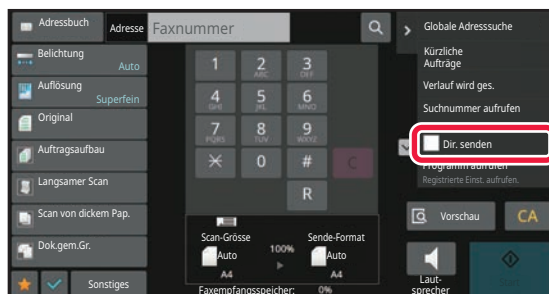 Adressbuch
Adresse
Faxnummer
Belichtung
Auto
Auflösung
Superfein
Original
Auftragsaufbau
Langsamer Scan
Scan von dickem Pap.
Dok.gem.Gr.
Sonstiges
1
2
ABC
3
DEF
4
GHI
5
JKL
6
MNO
7
PQRS
8
TUV
9
WXYZ
0
#
C
R
Scan-Grösse
Auto
A4
100%
Sende-Format
Auto
A4
Faxempfangsspeicher: 0%
Globale Adresssuche
Kürzliche
Aufträge
Verlauf wird ges.
Suchnummer aufrufen
Dir. senden
Programm aufrufen
Registrierte Einst. aufrufen.
Vorschau
CA
Laut-
sprecher
Start